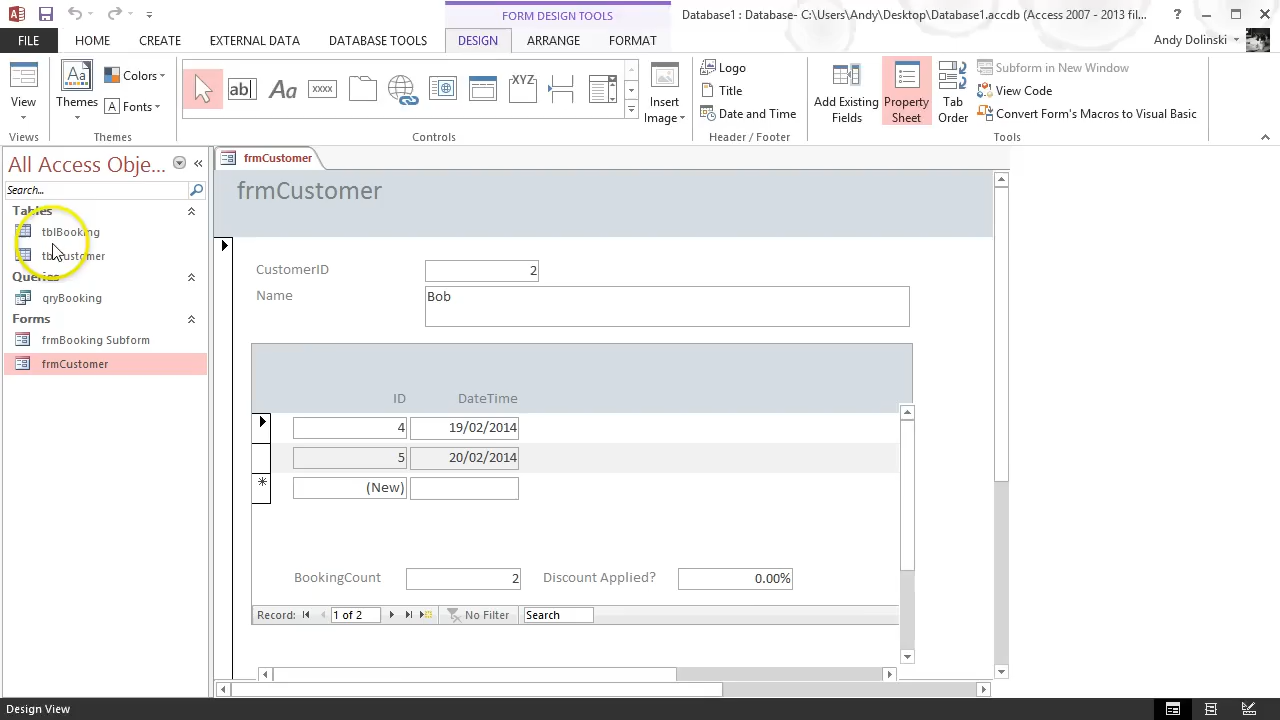 FORM DESIGN TOOLS
Database1 : Database- C:\Users\Andy\Desktop\Database1.accdb (Access 2007 - 2013 fil...
?
FILE HOME CREATE EXTERNAL DATA DATABASE TOOLS DESIGN ARRANGE FORMAT
Andy Dolinski
View
Views
Themes
Colors
Fonts
Themes
ab|
Aa
xxxx
XYZ
Controls
Insert
Image
Logo
Title
Date and Time
Header / Footer
Add Existing
Fields
Property
Sheet
Tab
Order
Subform in New Window
View Code
Convert Form's Macros to Visual Basic
Tools
All Access Obje...
Search...
Tables
tblBooking
tblCustomer
Queries
qryBooking
Forms
frmBooking Subform
frmCustomer
frmCustomer
frmCustomer
CustomerID 2
Name Bob
ID DateTime
4 19/02/2014
5 20/02/2014
* (New)
BookingCount 2 Discount Applied? 0.00%
Record: 1 of 2 No Filter Search
Design View